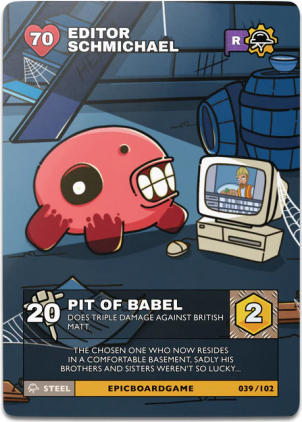 70 EDITOR
SCHMICHAEL
R
20 PIT OF BABEL
DOES TRIPLE DAMAGE AGAINST BRITISH
MATT.
2
THE CHOSEN ONE WHO NOW RESIDES
IN A COMFORTABLE BASEMENT, SADLY HIS
BROTHERS AND SISTERS WEREN'T SO LUCKY...
STEEL
EPICBOARDGAME
039 /102